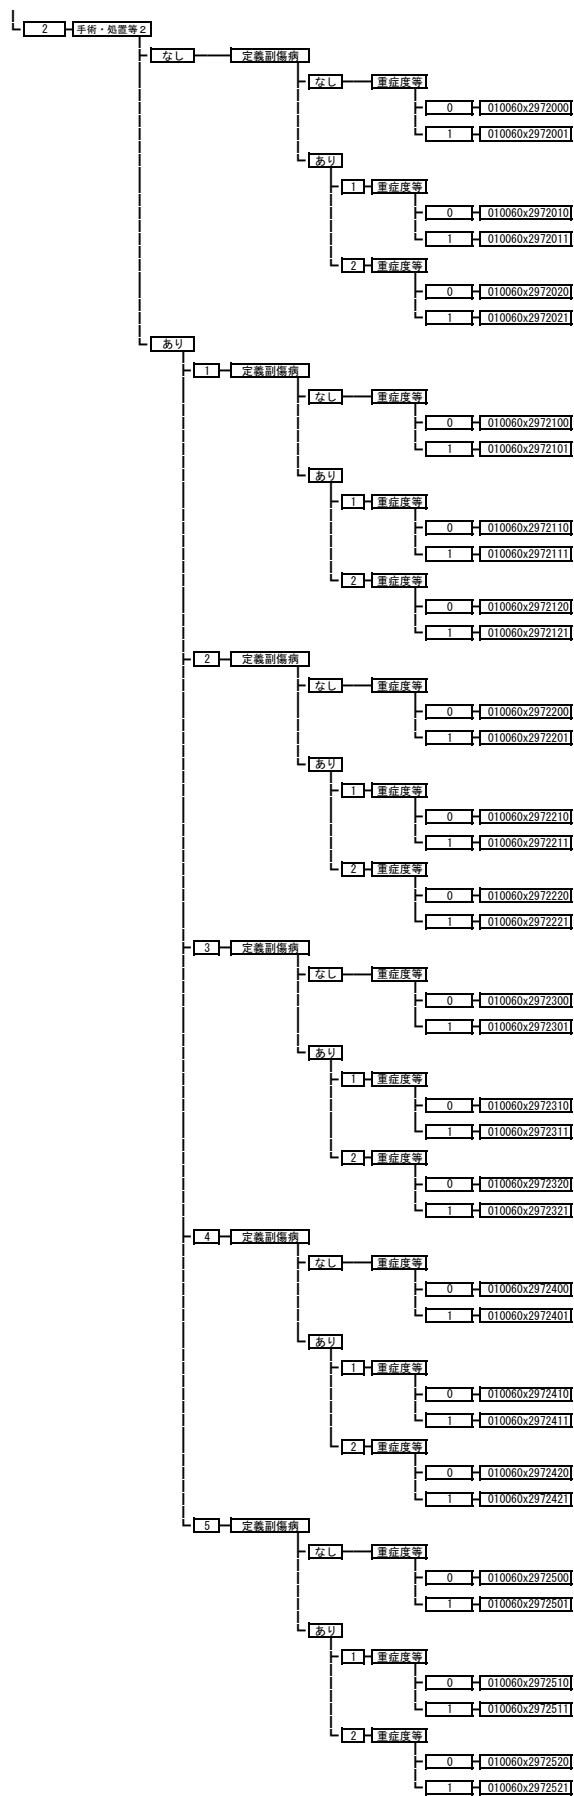 2 手術・処置等2
なし 定義副傷病
なし 重症度等
0 010060x2972000
1 010060x2972001
あり
1 重症度等
0 010060x2972010
1 010060x2972011
2 重症度等
0 010060x2972020
1 010060x2972021
あり
1 定義副傷病
なし 重症度等
0 010060x2972100
1 010060x2972101
あり
1 重症度等
0 010060x2972110
1 010060x2972111
2 重症度等
0 010060x2972120
1 010060x2972121
2 定義副傷病
なし 重症度等
0 010060x2972200
1 010060x2972201
あり
1 重症度等
0 010060x2972210
1 010060x2972211
2 重症度等
0 010060x2972220
1 010060x2972221
3 定義副傷病
なし 重症度等
0 010060x2972300
1 010060x2972301
あり
1 重症度等
0 010060x2972310
1 010060x2972311
2 重症度等
0 010060x2972320
1 010060x2972321
4 定義副傷病
なし 重症度等
0 010060x2972400
1 010060x2972401
あり
1 重症度等
0 010060x2972410
1 010060x2972411
2 重症度等
0 010060x2972420
1 010060x2972421
5 定義副傷病
なし 重症度等
0 010060x2972500
1 010060x2972501
あり
1 重症度等
0 010060x2972510
1 010060x2972511
2 重症度等
0 010060x2972520
1 010060x2972521